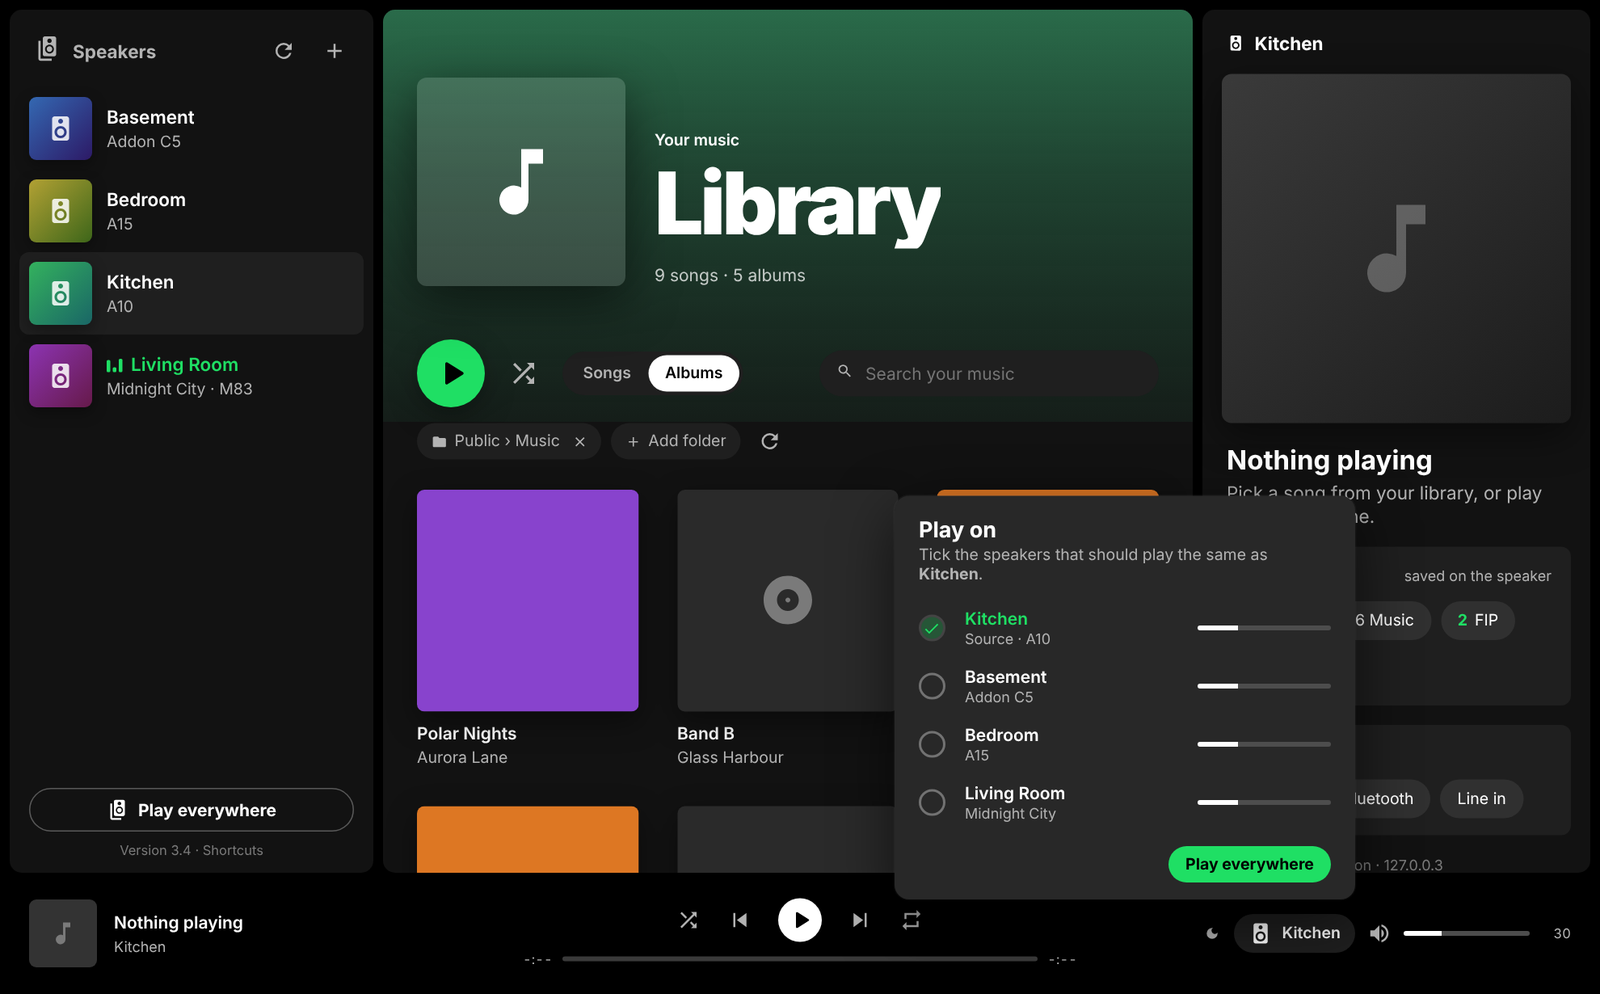 Speakers
Basement
Addon C5
Bedroom
A15
Kitchen
A10
Living Room
Midnight City · M83
Play everywhere
Version 3.4 · Shortcuts
Your music
Library
9 songs · 5 albums
Songs
Albums
Search your music
Public › Music
Add folder
Polar Nights
Aurora Lane
Band B
Glass Harbour
Kitchen
Nothing playing
Pick a song from your library, or play
saved on the speaker
6 Music
2 FIP
Line in
· 127.0.0.3
Play on
Tick the speakers that should play the same as
Kitchen.
Kitchen
Source · A10
Basement
Addon C5
Bedroom
A15
Living Room
Midnight City
Play everywhere
Nothing playing
Kitchen
-:--
-:--
Kitchen
30